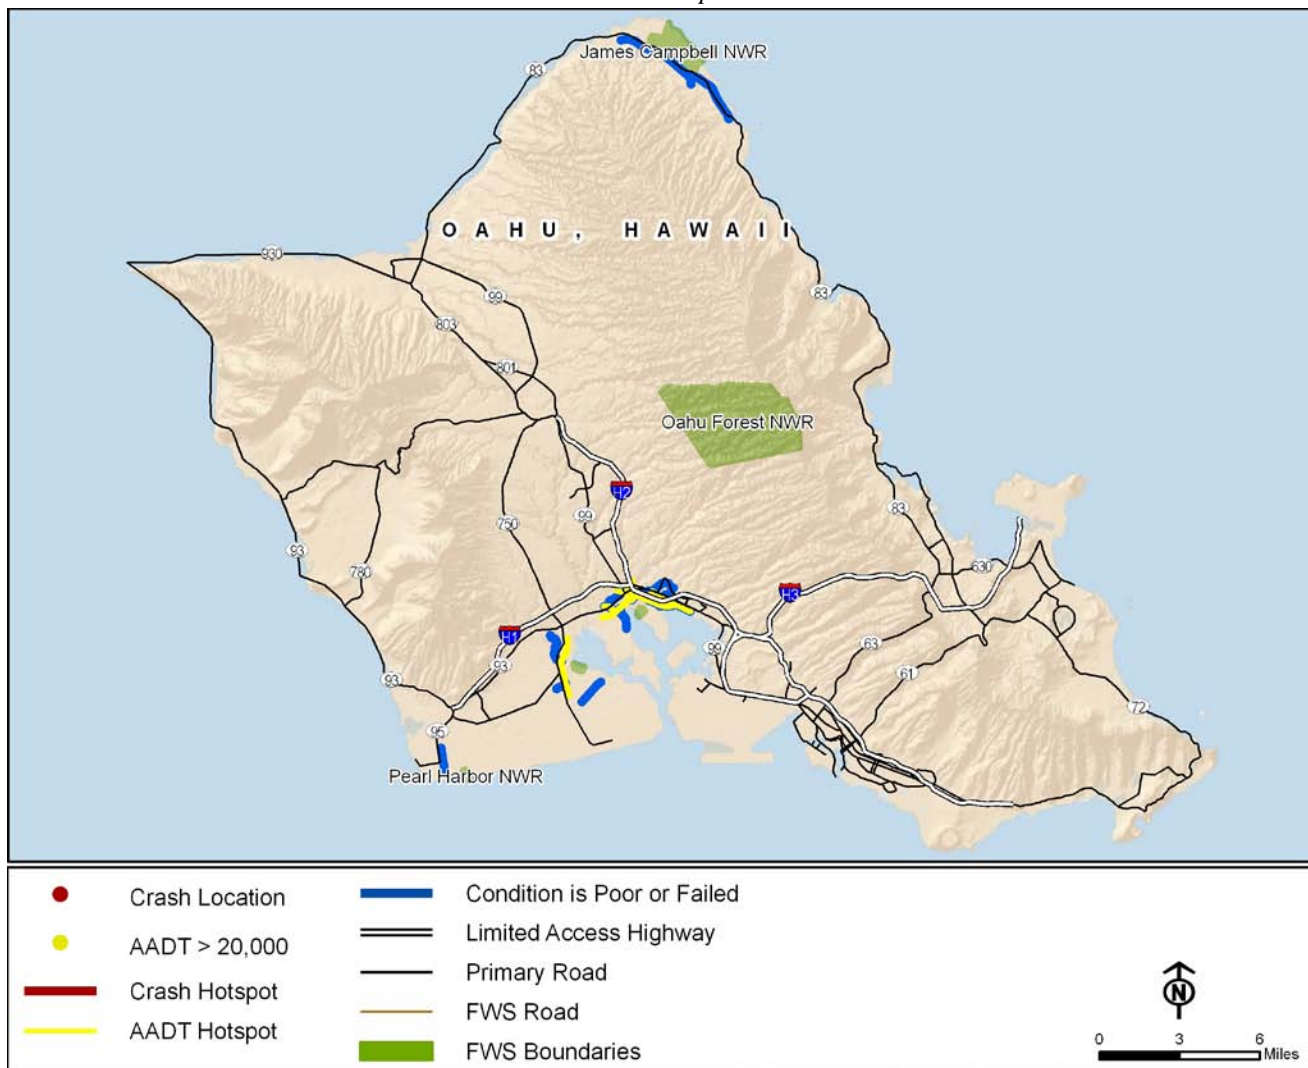 83
James Campbell NWR
OAHU, HAWAII
930
99
83
803
801
Oahu Forest NWR
H2
83
99
750
93
780
630
H3
H1
93
99
63
61
93
72
95
Pearl Harbor NWR
Crash Location
AADT > 20,000
Crash Hotspot
AADT Hotspot
Condition is Poor or Failed
Limited Access Highway
Primary Road
FWS Road
FWS Boundaries
N
0 3 6
Miles